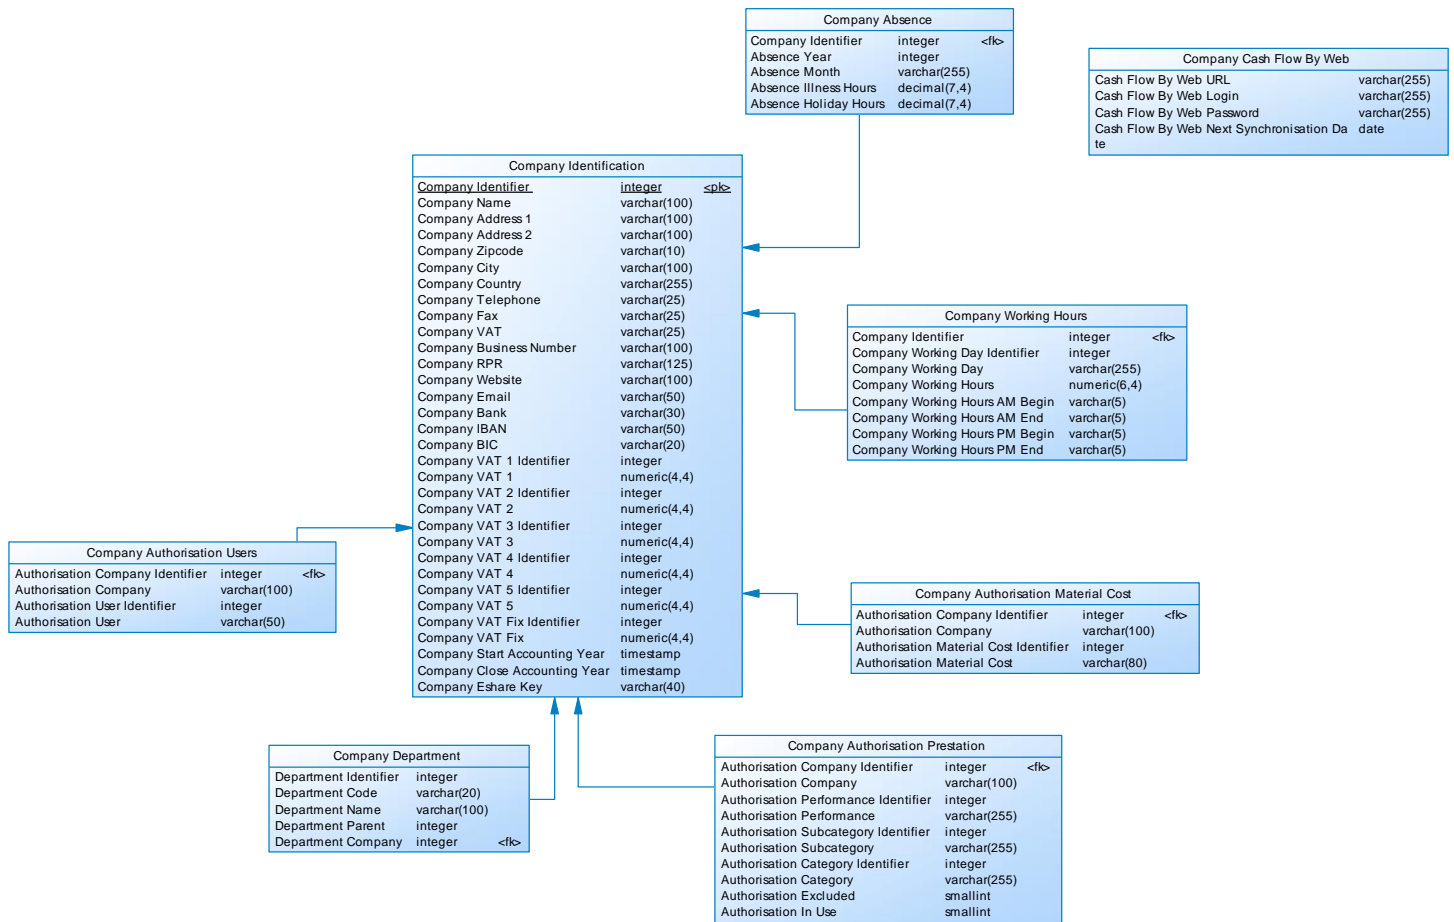 Company Absence
Company Identifier integer <fk>
Absence Year integer
Absence Month varchar(255)
Absence Illness Hours decimal(7,4)
Absence Holiday Hours decimal(7,4)
Company Cash Flow By Web
Cash Flow By Web URL varchar(255)
Cash Flow By Web Login varchar(255)
Cash Flow By Web Password varchar(255)
Cash Flow By Web Next Synchronisation Da date
te
Company Identification
Company Identifier integer <pk>
Company Name varchar(100)
Company Address 1 varchar(100)
Company Address 2 varchar(100)
Company Zipcode varchar(10)
Company City varchar(100)
Company Country varchar(255)
Company Telephone varchar(25)
Company Fax varchar(25)
Company VAT varchar(25)
Company Business Number varchar(100)
Company RPR varchar(125)
Company Website varchar(100)
Company Email varchar(50)
Company Bank varchar(30)
Company IBAN varchar(50)
Company BIC varchar(20)
Company VAT 1 Identifier integer
Company VAT 1 numeric(4,4)
Company VAT 2 Identifier integer
Company VAT 2 numeric(4,4)
Company VAT 3 Identifier integer
Company VAT 3 numeric(4,4)
Company VAT 4 Identifier integer
Company VAT 4 numeric(4,4)
Company VAT 5 Identifier integer
Company VAT 5 numeric(4,4)
Company VAT Fix Identifier integer
Company VAT Fix numeric(4,4)
Company Start Accounting Year timestamp
Company Close Accounting Year timestamp
Company Eshare Key varchar(40)
Company Working Hours
Company Identifier integer <fk>
Company Working Day Identifier integer
Company Working Day varchar(255)
Company Working Hours numeric(6,4)
Company Working Hours AM Begin varchar(5)
Company Working Hours AM End varchar(5)
Company Working Hours PM Begin varchar(5)
Company Working Hours PM End varchar(5)
Company Authorisation Users
Authorisation Company Identifier integer <fk>
Authorisation Company varchar(100)
Authorisation User Identifier integer
Authorisation User varchar(50)
Company Authorisation Material Cost
Authorisation Company Identifier integer <fk>
Authorisation Company varchar(100)
Authorisation Material Cost Identifier integer
Authorisation Material Cost varchar(80)
Company Department
Department Identifier integer
Department Code varchar(20)
Department Name varchar(100)
Department Parent integer
Department Company integer <fk>
Company Authorisation Prestation
Authorisation Company Identifier integer <fk>
Authorisation Company varchar(100)
Authorisation Performance Identifier integer
Authorisation Performance varchar(255)
Authorisation Subcategory Identifier integer
Authorisation Subcategory varchar(255)
Authorisation Category Identifier integer
Authorisation Category varchar(255)
Authorisation Excluded smallint
Authorisation In Use smallint